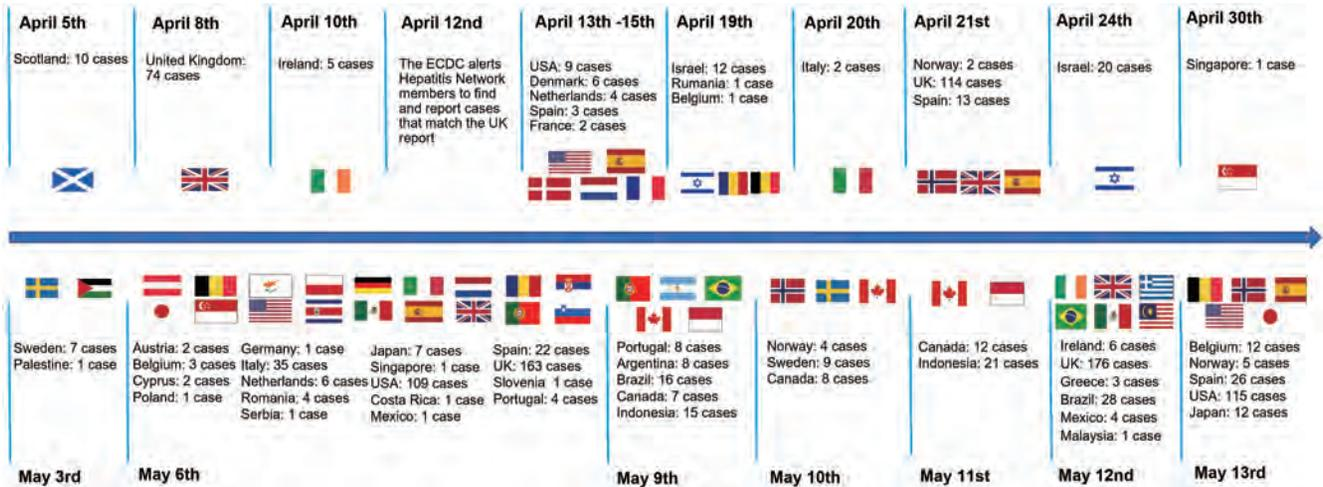 April 5th
Scotland: 10 cases
April 8th
United Kingdom:
74 cases
April 10th
Ireland: 5 cases
April 12nd
The ECDC alerts
Hepatitis Network
members to find
and report cases
that match the UK
report
April 13th -15th
USA: 9 cases
Denmark: 6 cases
Netherlands: 4 cases
Spain: 3 cases
France: 2 cases
April 19th
Israel: 12 cases
Rumania: 1 case
Belgium: 1 case
April 20th
Italy: 2 cases
April 21st
Norway: 2 cases
UK: 114 cases
Spain: 13 cases
April 24th
Israel: 20 cases
April 30th
Singapore: 1 case
Sweden: 7 cases
Palestine: 1 case
May 3rd
Austria: 2 cases
Belgium: 3 cases
Cyprus: 2 cases
Poland: 1 case
Germany: 1 case
Italy: 35 cases
Netherlands: 6 cases
Romania: 4 cases
Serbia: 1 case
Japan: 7 cases
Singapore: 1 case
USA: 109 cases
Costa Rica: 1 case
Mexico: 1 case
Spain: 22 cases
UK: 163 cases
Slovenia 1 case
Portugal: 4 cases
May 6th
Portugal: 8 cases
Argentina: 8 cases
Brazil: 16 cases
Canada: 7 cases
Indonesia: 15 cases
May 9th
Norway: 4 cases
Sweden: 9 cases
Canada: 8 cases
May 10th
Canada: 12 cases
Indonesia: 21 cases
May 11st
Ireland: 6 cases
UK: 176 cases
Greece: 3 cases
Brazil: 28 cases
Mexico: 4 cases
Malaysia: 1 case
May 12nd
Belgium: 12 cases
Norway: 5 cases
Spain: 26 cases
USA: 115 cases
Japan: 12 cases
May 13rd